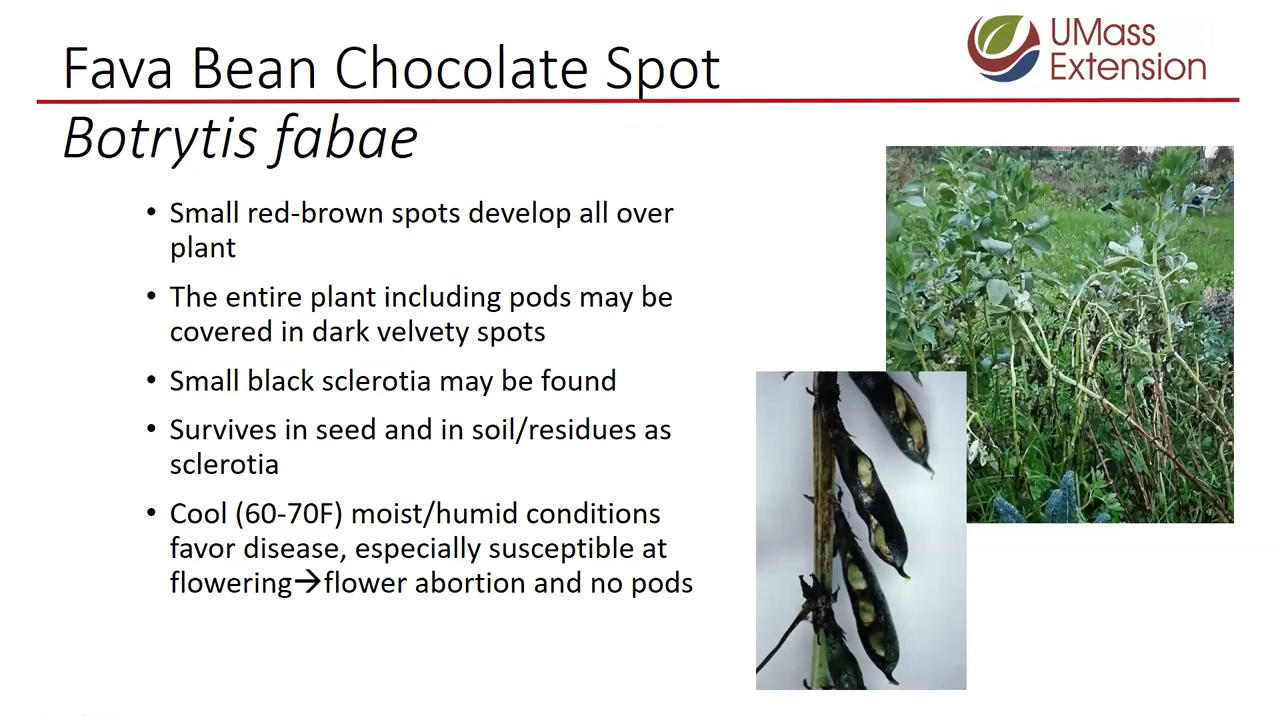 Fava Bean Chocolate Spot
UMass
Extension
Botrytis fabae
• Small red-brown spots develop all over
plant
• The entire plant including pods may be
covered in dark velvety spots
• Small black sclerotia may be found
• Survives in seed and in soil/residues as
sclerotia
• Cool (60-70F) moist/humid conditions
favor disease, especially susceptible at
flowering→flower abortion and no pods